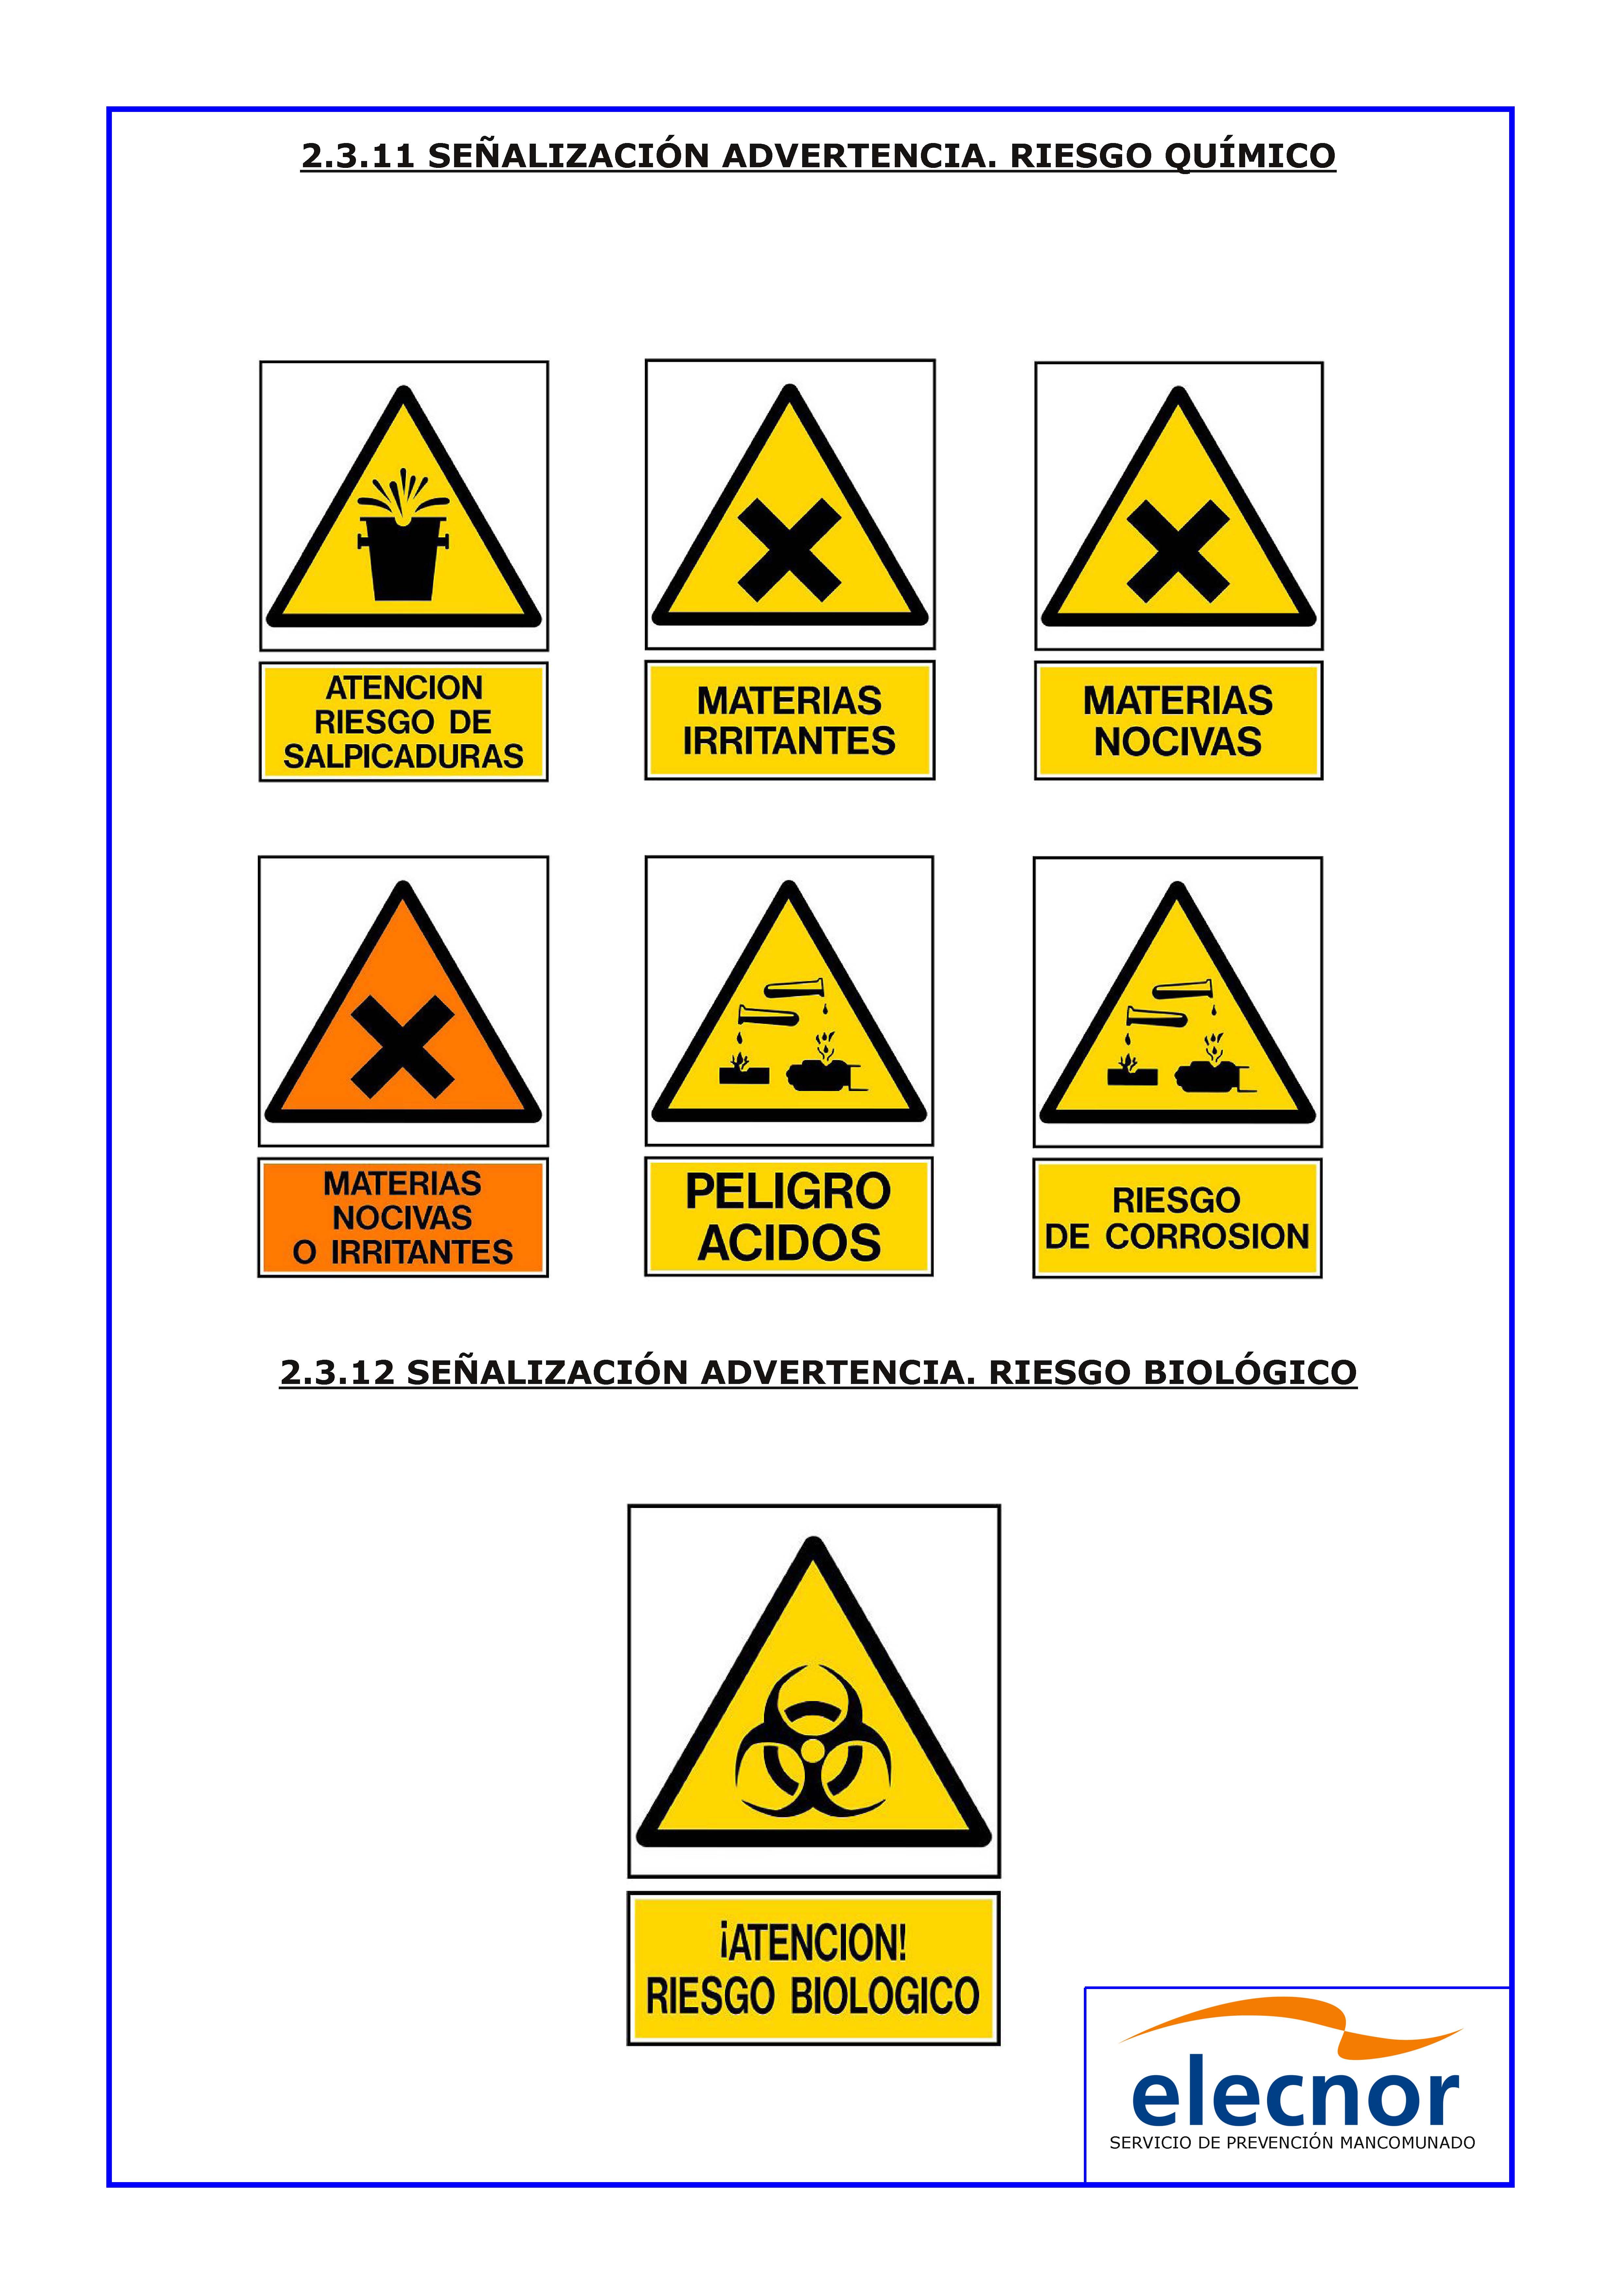 2.3.11 SEÑALIZACIÓN ADVERTENCIA. RIESGO QUÍMICO
ATENCION
RIESGO DE
SALPICADURAS
MATERIAS
IRRITANTES
MATERIAS
NOCIVAS
MATERIAS
NOCIVAS
O IRRITANTES
PELIGRO
ACIDOS
RIESGO
DE CORROSION
2.3.12 SEÑALIZACIÓN ADVERTENCIA. RIESGO BIOLÓGICO
¡ATENCION!
RIESGO BIOLOGICO
elecnor
SERVICIO DE PREVENCIÓN MANCOMUNADO